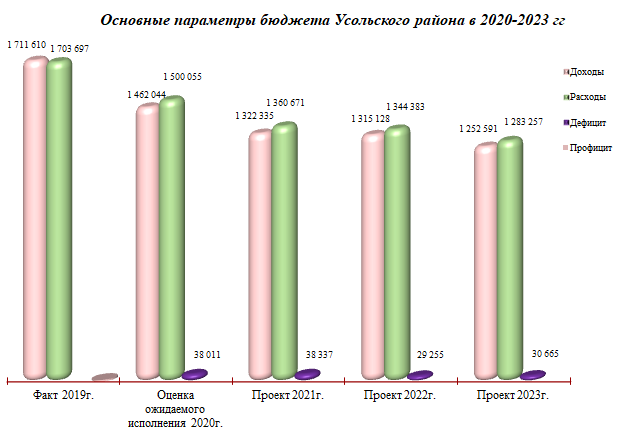 Основные параметры бюджета Усольского района в 2020-2023 гг
1 711 610
1 703 697
1 462 044
1 500 055
1 322 335
1 360 671
1 315 128
1 344 383
1 252 591
1 283 257
Доходы
Расходы
Дефицит
Профицит
38 011
38 337
29 255
30 665
Факт 2019г.
Оценка
ожидаемого
исполнения 2020г.
Проект 2021г.
Проект 2022г.
Проект 2023г.